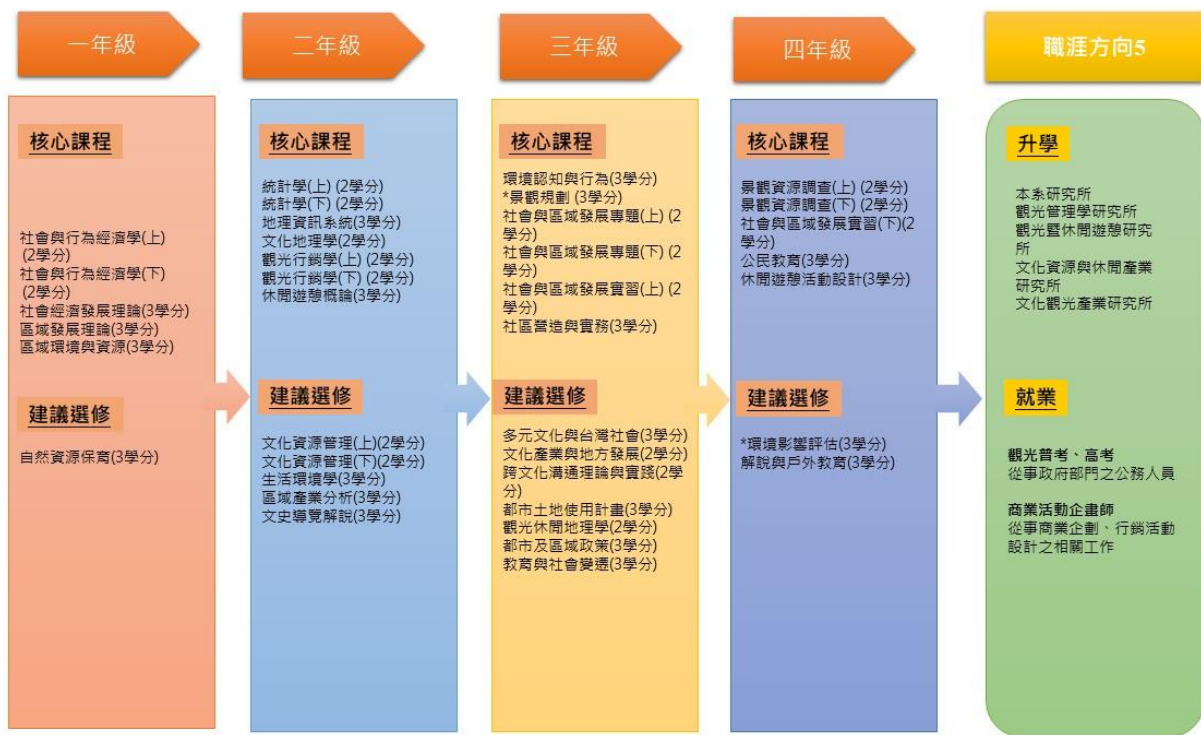 一年級
二年級
三年級
四年級
職涯方向5
核心課程
社會與行為經濟學(上)
(2學分)
社會與行為經濟學(下)
(2學分)
社會經濟發展理論(3學分)
區域發展理論(3學分)
區域環境與資源(3學分)
建議選修
自然資源保育(3學分)
核心課程
統計學(上) (2學分)
統計學(下) (2學分)
地理資訊系統(3學分)
文化地理學(2學分)
觀光行銷學(上) (2學分)
觀光行銷學(下) (2學分)
休閒遊憩概論(3學分)
建議選修
文化資源管理(上)(2學分)
文化資源管理(下)(2學分)
生活環境學(3學分)
區域產業分析(3學分)
文史導覽解說(3學分)
核心課程
環境認知與行為(3學分)
*景觀規劃 (3學分)
社會與區域發展專題(上) (2
學分)
社會與區域發展專題(下) (2
學分)
社會與區域發展實習(上) (2
學分)
社區營造與實務(3學分)
建議選修
多元文化與台灣社會(3學分)
文化產業與地方發展(2學分)
跨文化溝通理論與實踐(2學
分)
都市土地使用計畫(3學分)
觀光休閒地理學(2學分)
都市及區域政策(3學分)
教育與社會變遷(3學分)
核心課程
景觀資源調查(上) (2學分)
景觀資源調查(下) (2學分)
社會與區域發展實習(下)(2
學分)
公民教育(3學分)
休閒遊憩活動設計(3學分)
建議選修
*環境影響評估(3學分)
解說與戶外教育(3學分)
升學
本系研究所
觀光管理學研究所
觀光暨休閒遊憩研究
所
文化資源與休閒產業
研究所
文化觀光產業研究所
就業
觀光普考、高考
從事政府部門之公務人員
商業活動企畫師
從事商業企劃、行銷活動
設計之相關工作